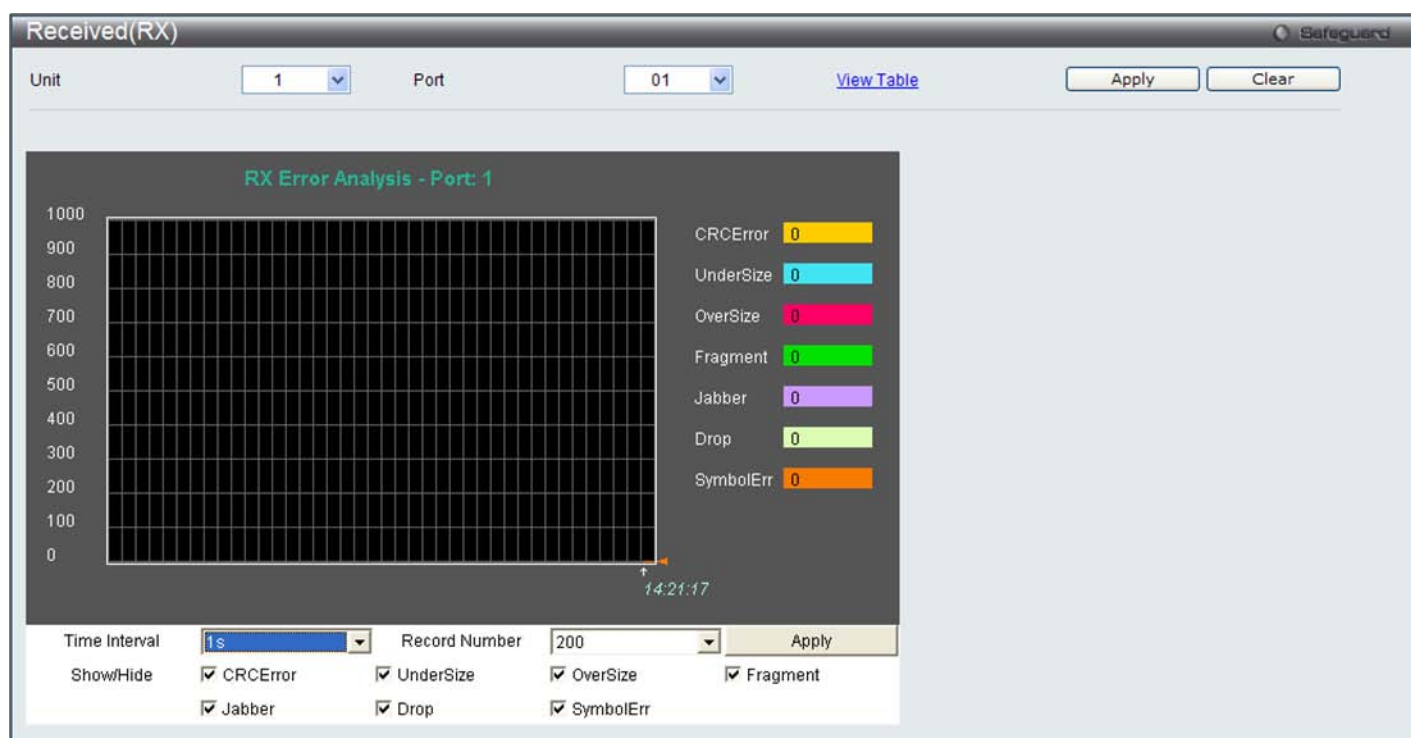 Received(RX)
Safeguard
Unit 1 Port 01 View Table Apply Clear
RX Error Analysis - Port: 1
1000
900
800
700
600
500
400
300
200
100
0
CRCError 0
UnderSize 0
OverSize 0
Fragment 0
Jabber 0
Drop 0
SymbolErr 0
14:21:17
Time Interval 1s Record Number 200 Apply
Show/Hide CRCError UnderSize OverSize Fragment
Jabber Drop SymbolErr